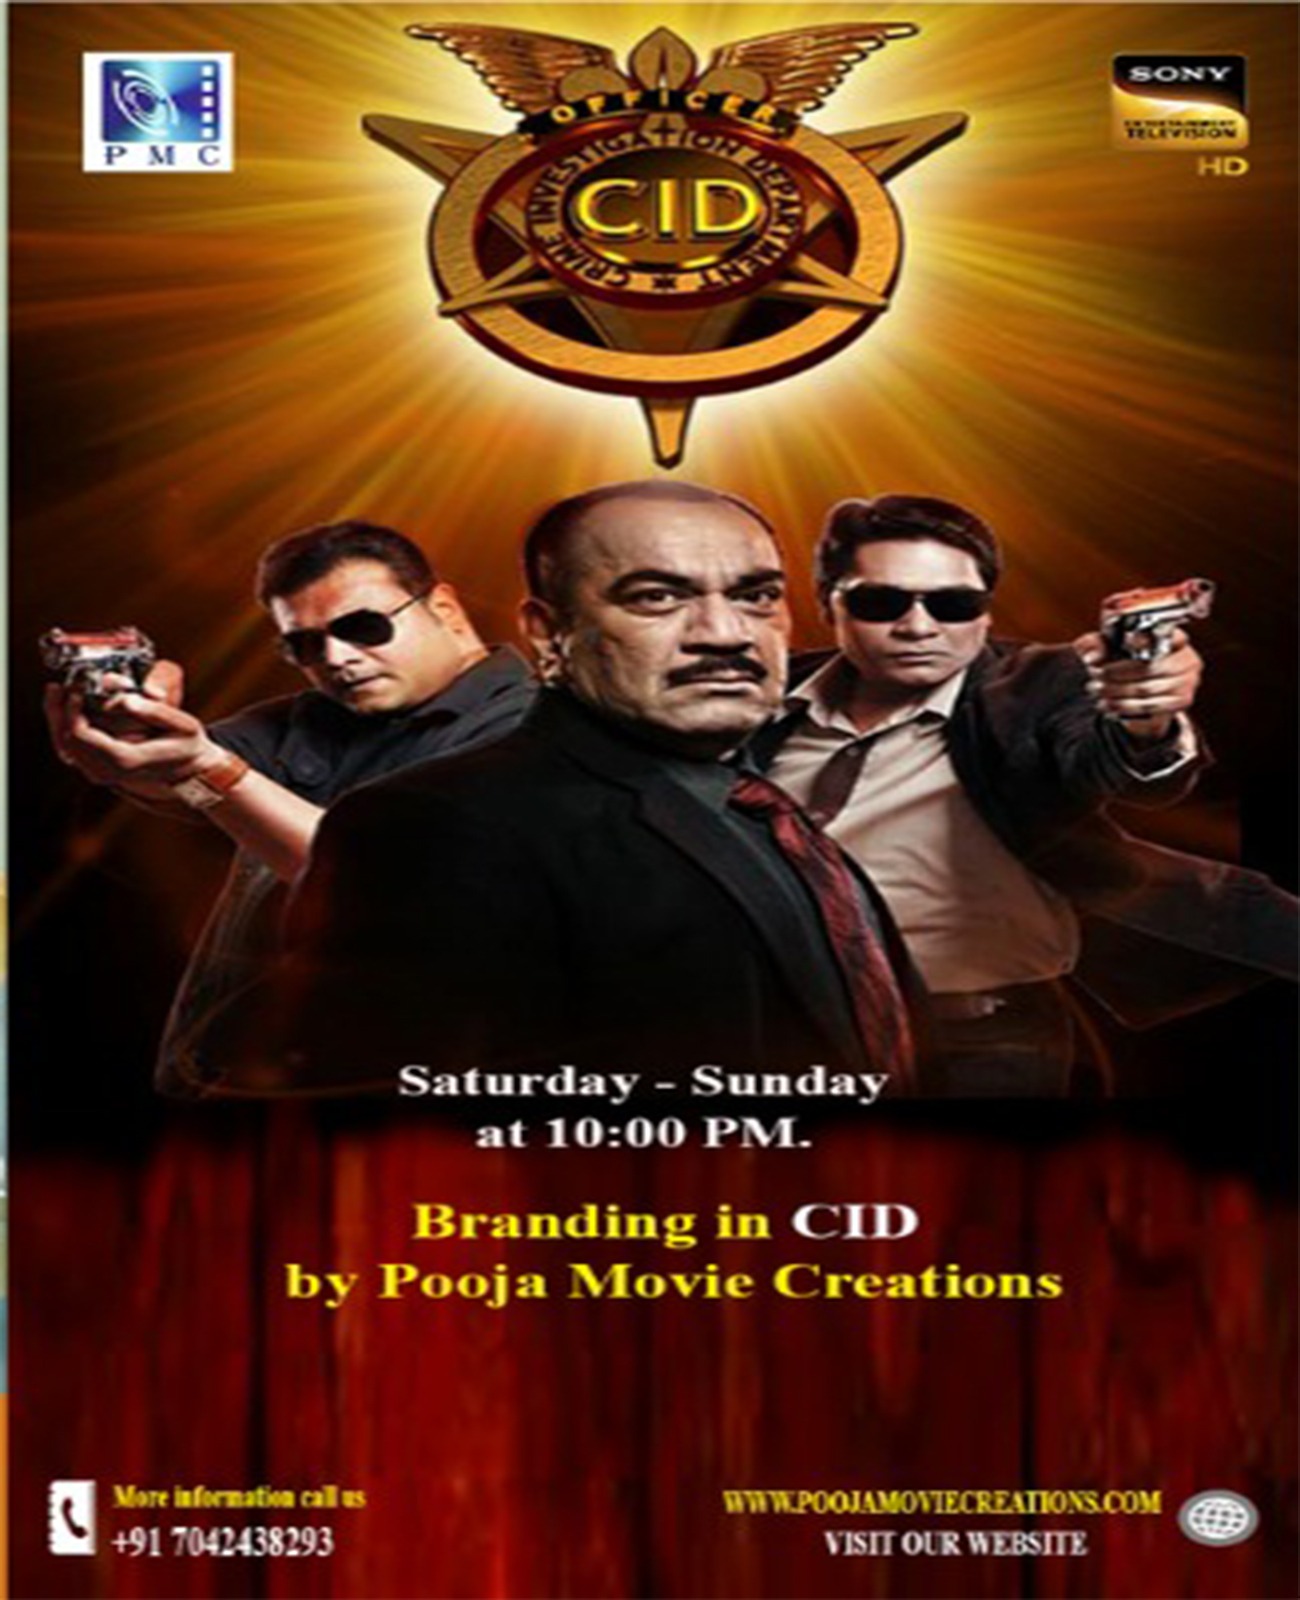 PMC
SONY
ENTERTAINMENT
TELEVISION
HD
OFFICER
CRIME INVESTIGATION DEPARTMENT
CID
Saturday - Sunday
at 10:00 PM.
Branding in CID
by Pooja Movie Creations
More information call us
+91 7042438293
WWW.POOJAMOVIECREATIONS.COM
VISIT OUR WEBSITE